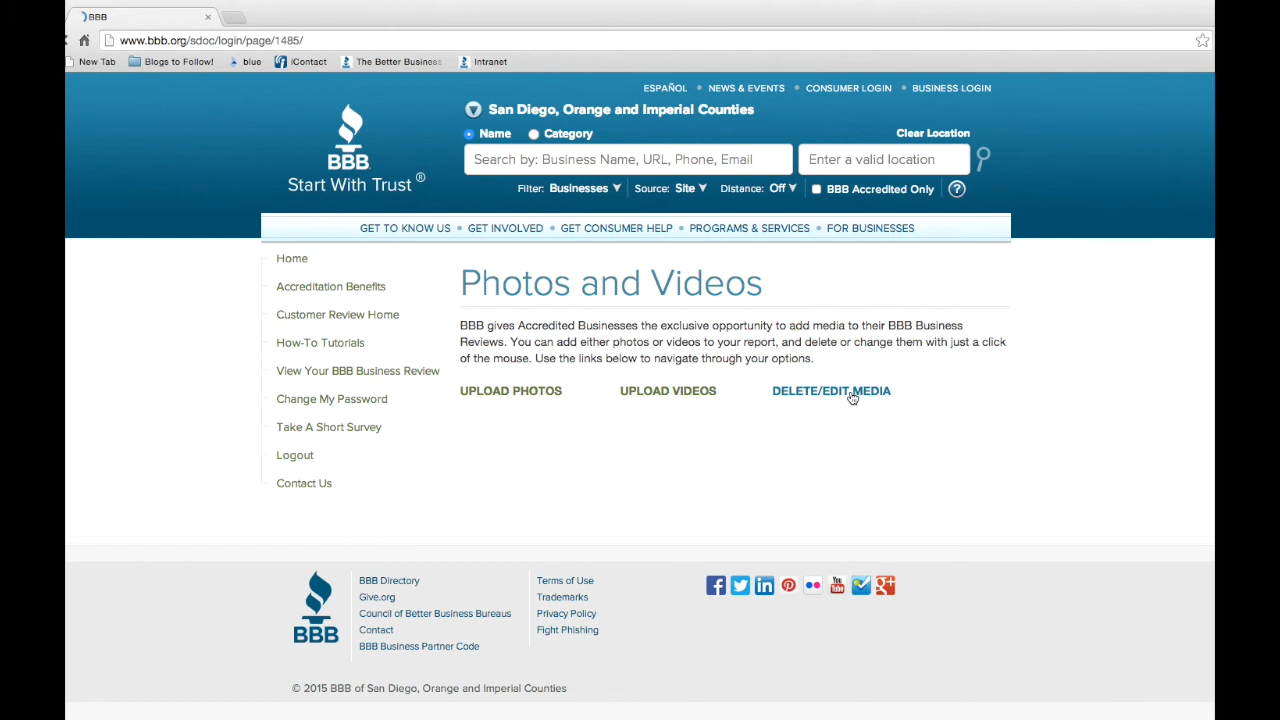 BBB
www.bbb.org/sdoc/login/page/1485/
New Tab Blogs to Follow! blue iContact The Better Business Intranet
ESPAÑOL NEWS & EVENTS CONSUMER LOGIN BUSINESS LOGIN
San Diego, Orange and Imperial Counties
Name Category Clear Location
Search by: Business Name, URL, Phone, Email Enter a valid location
Filter: Businesses Source: Site Distance: Off BBB Accredited Only ?
BBB
Start With Trust ®
GET TO KNOW US GET INVOLVED GET CONSUMER HELP PROGRAMS & SERVICES FOR BUSINESSES
Home
Accreditation Benefits
Customer Review Home
How-To Tutorials
View Your BBB Business Review
Change My Password
Take A Short Survey
Logout
Contact Us
Photos and Videos
BBB gives Accredited Businesses the exclusive opportunity to add media to their BBB Business
Reviews. You can add either photos or videos to your report, and delete or change them with just a click
of the mouse. Use the links below to navigate through your options.
UPLOAD PHOTOS UPLOAD VIDEOS DELETE/EDIT MEDIA
BBB
BBB Directory
Give.org
Council of Better Business Bureaus
Contact
BBB Business Partner Code
Terms of Use
Trademarks
Privacy Policy
Fight Phishing
You Tube
© 2015 BBB of San Diego, Orange and Imperial Counties